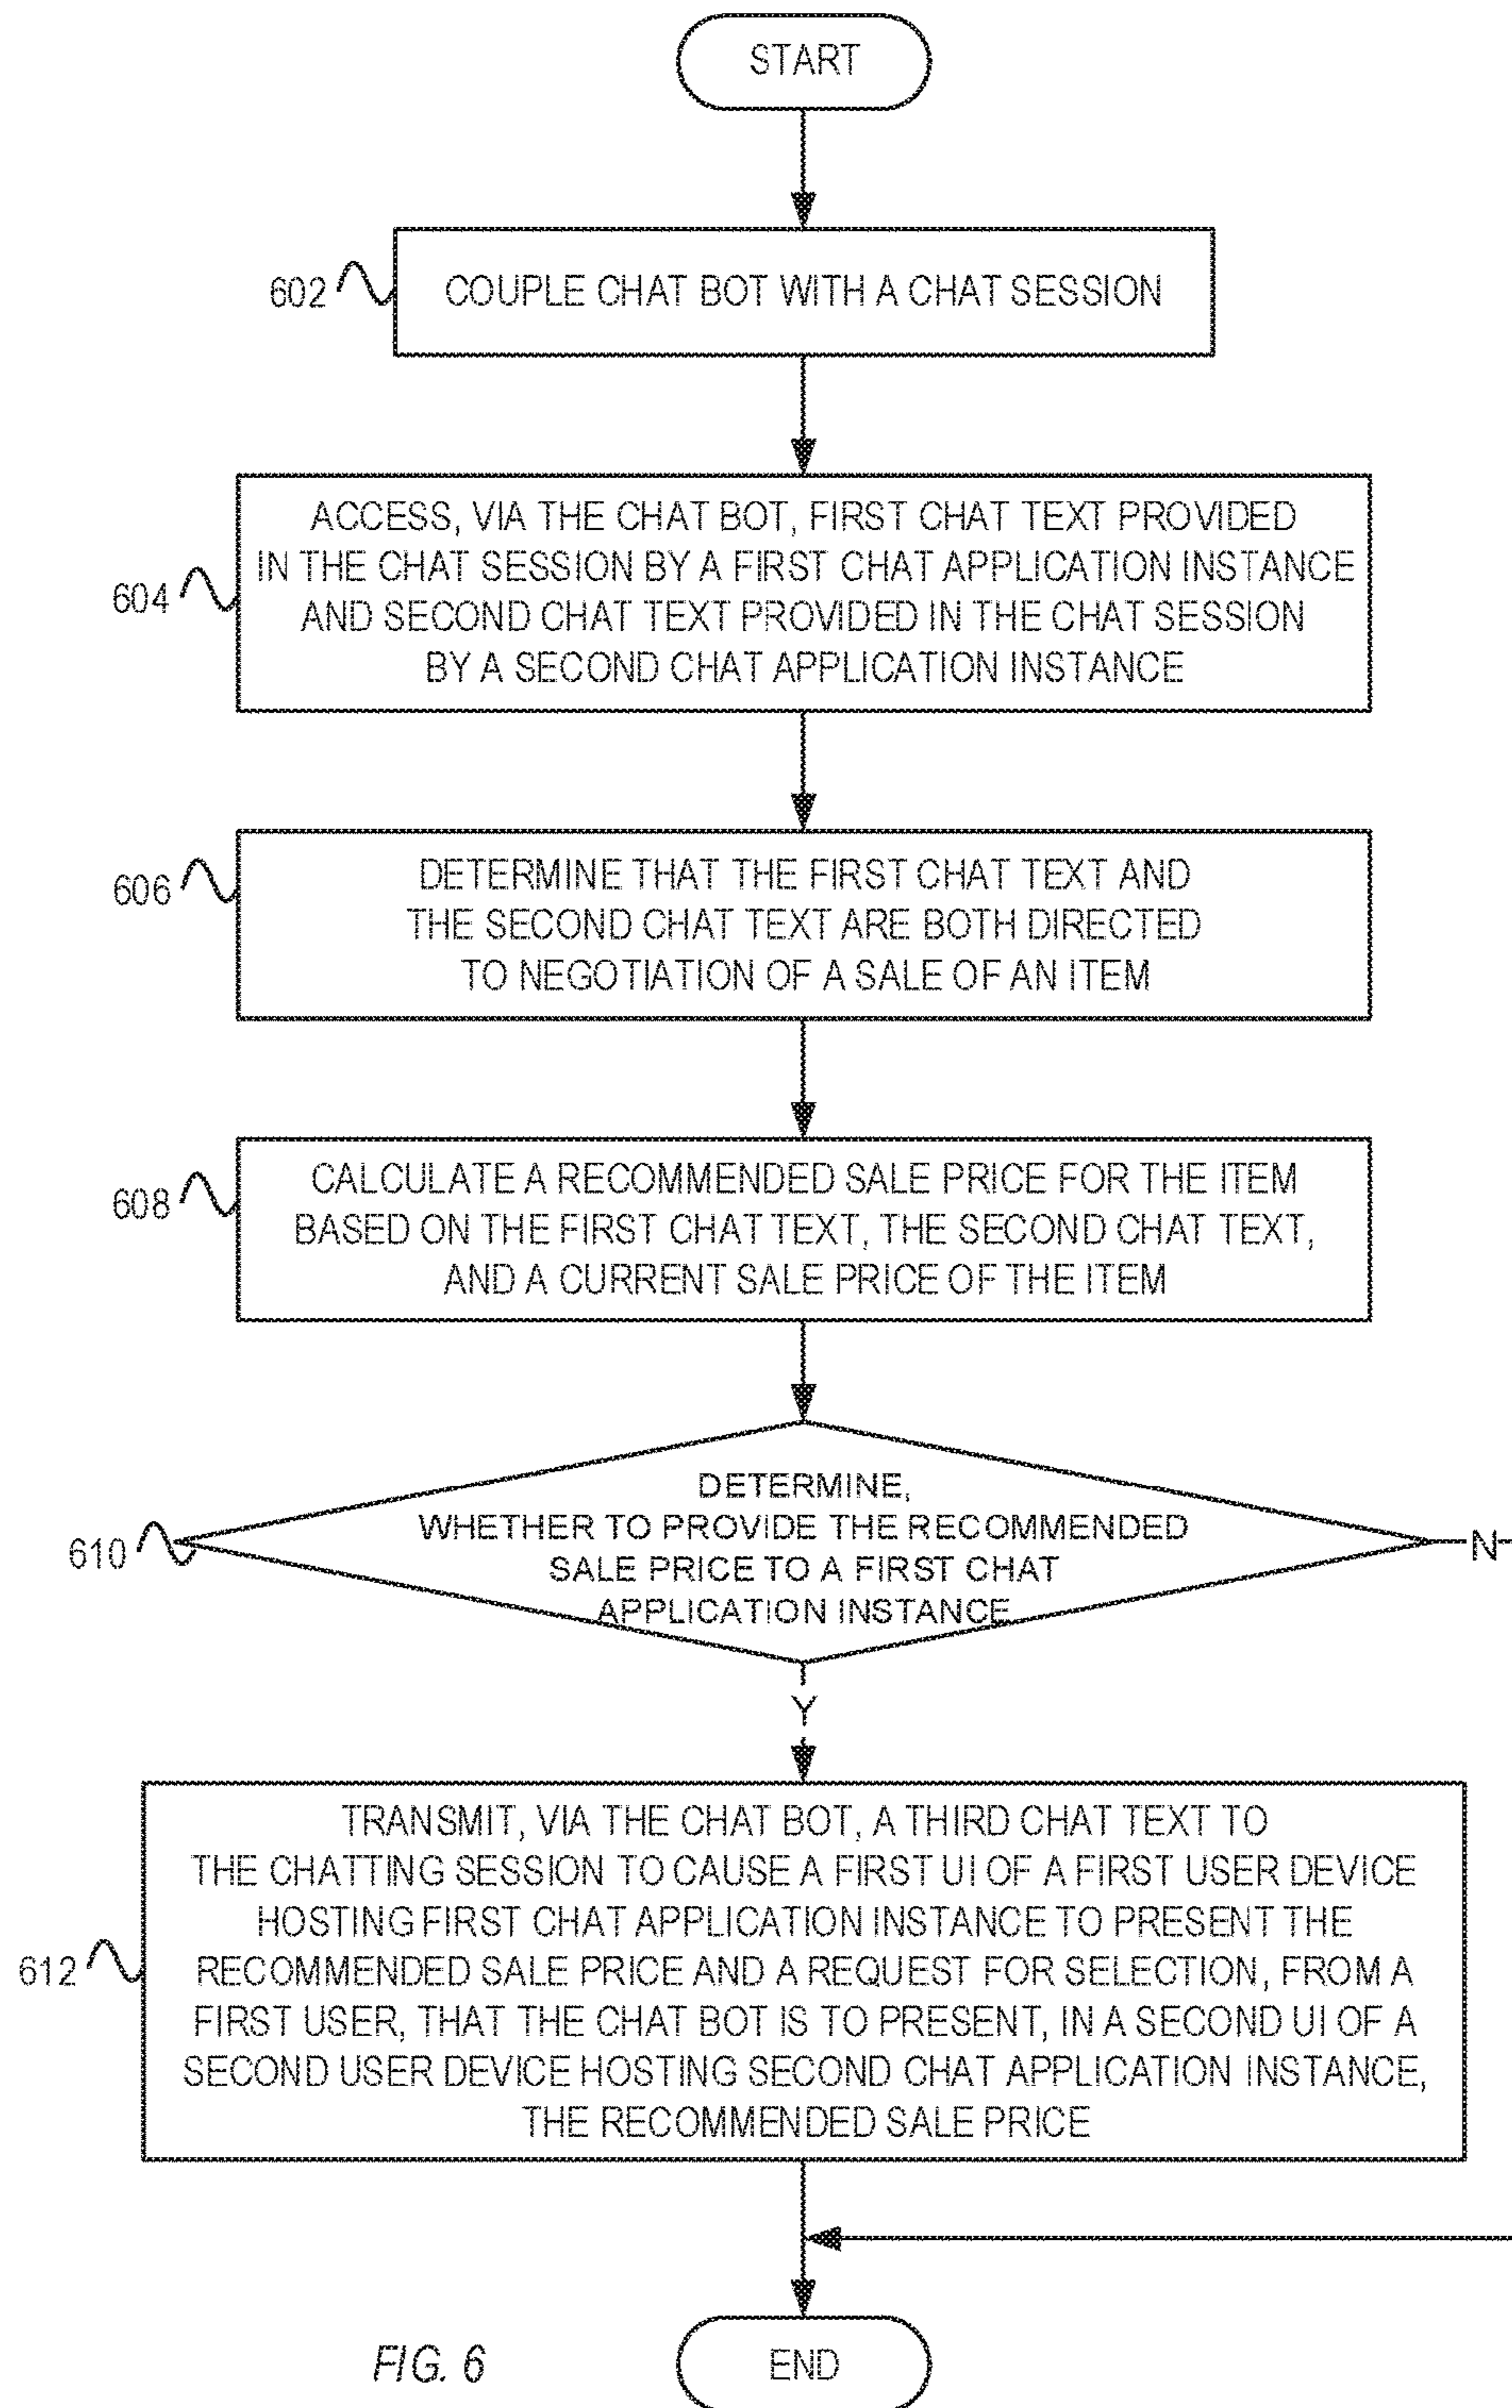 START
602
COUPLE CHAT BOT WITH A CHAT SESSION
604
ACCESS, VIA THE CHAT BOT, FIRST CHAT TEXT PROVIDED
IN THE CHAT SESSION BY A FIRST CHAT APPLICATION INSTANCE
AND SECOND CHAT TEXT PROVIDED IN THE CHAT SESSION
BY A SECOND CHAT APPLICATION INSTANCE
606
DETERMINE THAT THE FIRST CHAT TEXT AND
THE SECOND CHAT TEXT ARE BOTH DIRECTED
TO NEGOTIATION OF A SALE OF AN ITEM
608
CALCULATE A RECOMMENDED SALE PRICE FOR THE ITEM
BASED ON THE FIRST CHAT TEXT, THE SECOND CHAT TEXT,
AND A CURRENT SALE PRICE OF THE ITEM
610
DETERMINE,
WHETHER TO PROVIDE THE RECOMMENDED
SALE PRICE TO A FIRST CHAT
APPLICATION INSTANCE
N
Y
612
TRANSMIT, VIA THE CHAT BOT, A THIRD CHAT TEXT TO
THE CHATTING SESSION TO CAUSE A FIRST UI OF A FIRST USER DEVICE
HOSTING FIRST CHAT APPLICATION INSTANCE TO PRESENT THE
RECOMMENDED SALE PRICE AND A REQUEST FOR SELECTION, FROM A
FIRST USER, THAT THE CHAT BOT IS TO PRESENT, IN A SECOND UI OF A
SECOND USER DEVICE HOSTING SECOND CHAT APPLICATION INSTANCE,
THE RECOMMENDED SALE PRICE
FIG. 6
END